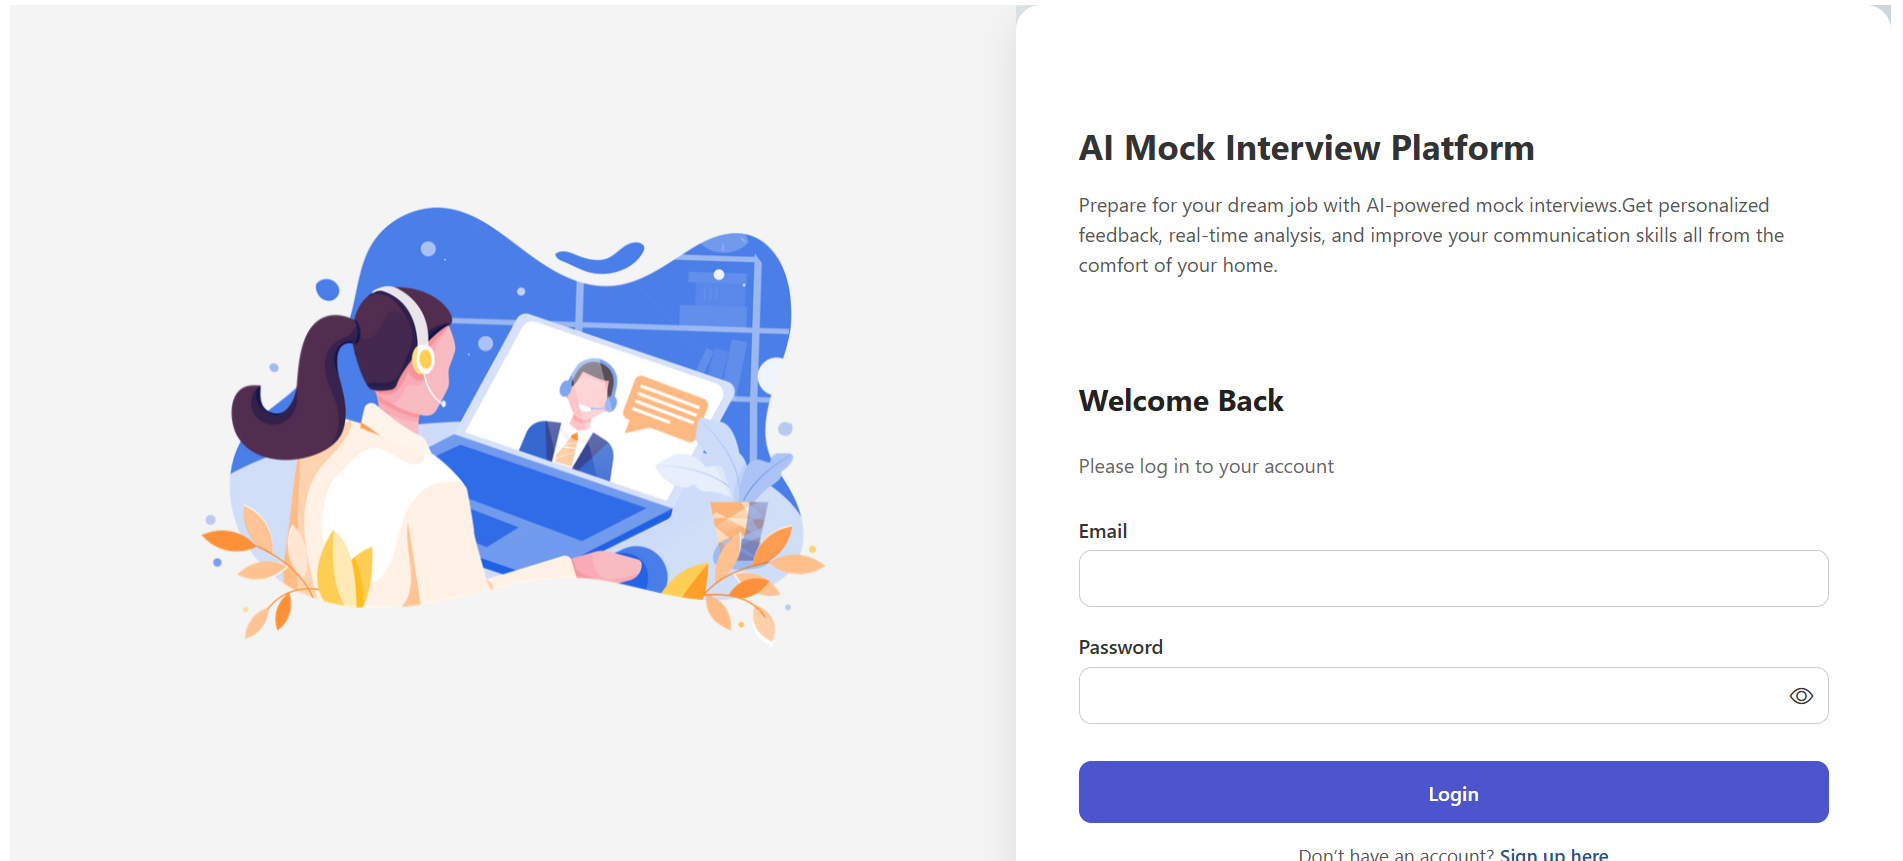 AI Mock Interview Platform
Prepare for your dream job with AI-powered mock interviews.Get personalized
feedback, real-time analysis, and improve your communication skills all from the
comfort of your home.
Welcome Back
Please log in to your account
Email
Password
Login
Don't have an account? Sign up here